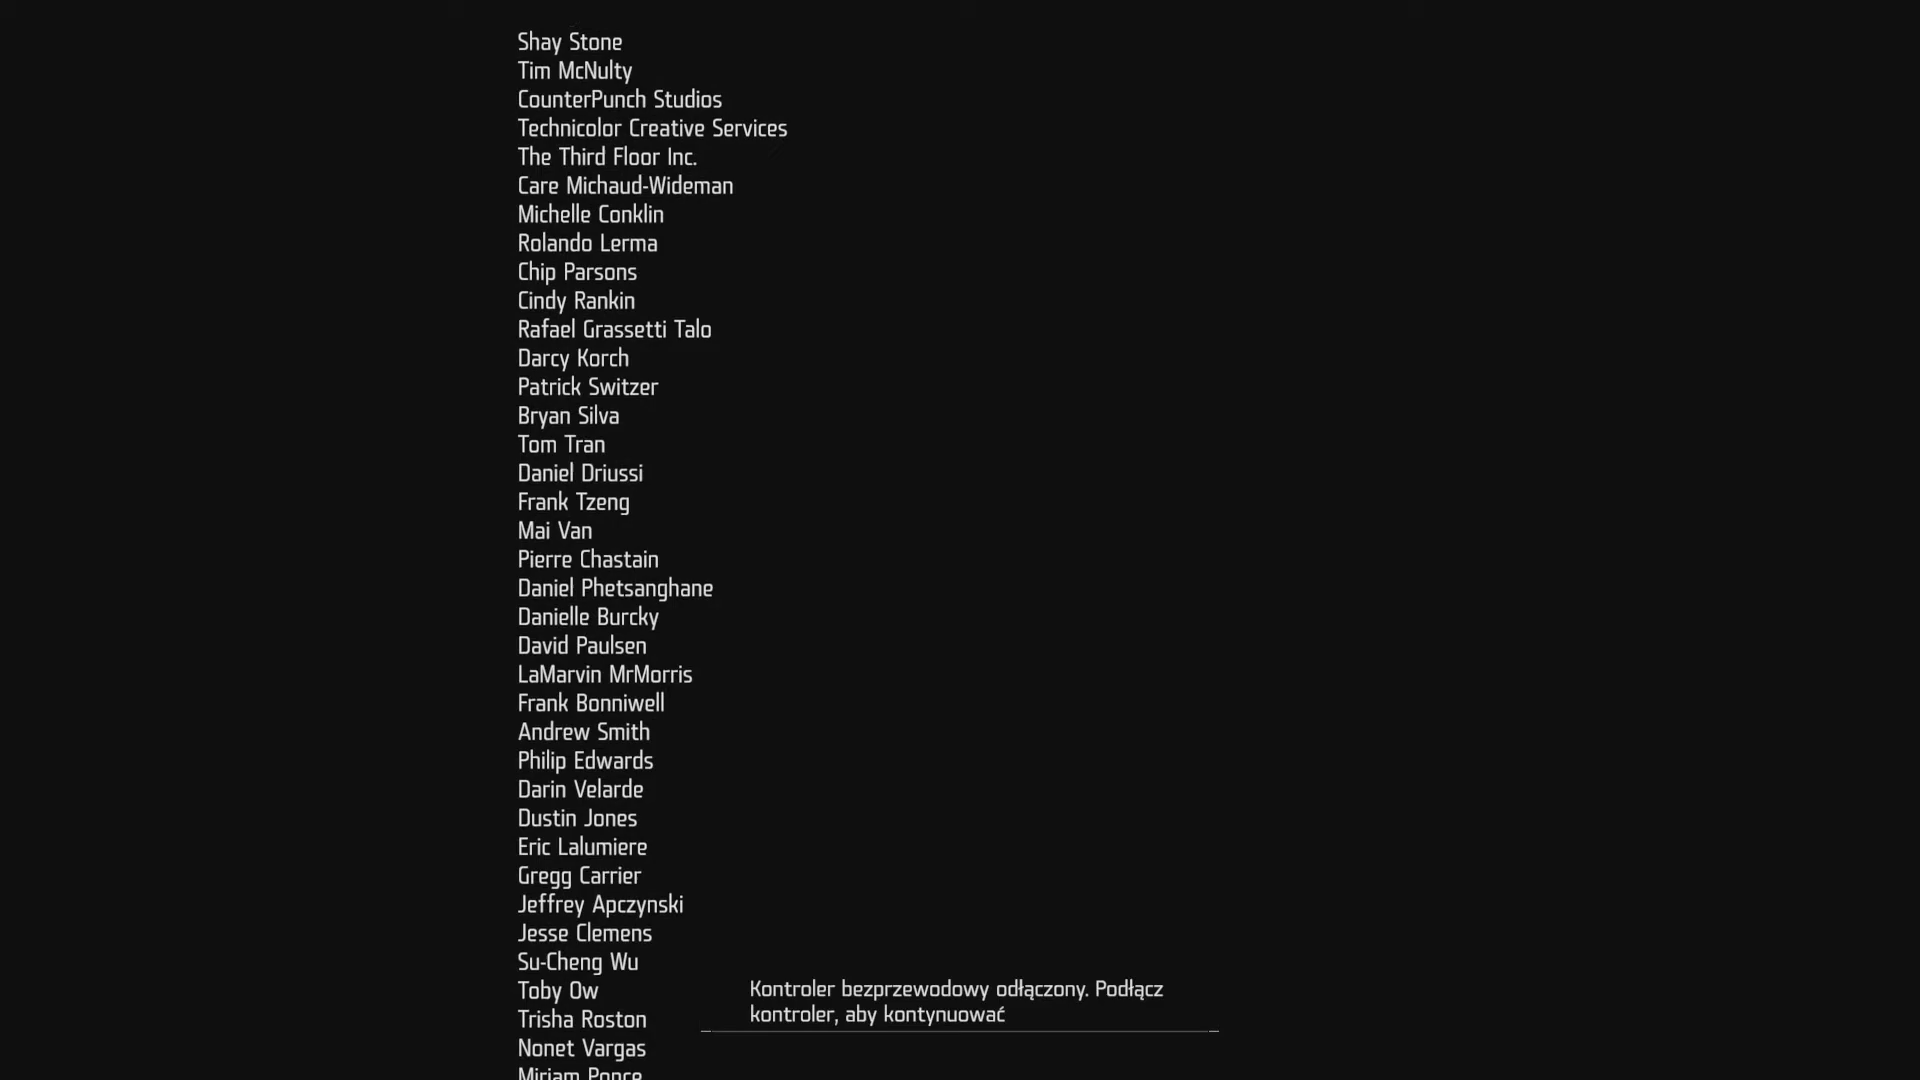 Shay Stone
Tim McNulty
CounterPunch Studios
Technicolor Creative Services
The Third Floor Inc.
Care Michaud-Wideman
Michelle Conklin
Rolando Lerma
Chip Parsons
Cindy Rankin
Rafael Grassetti Talo
Darcy Korch
Patrick Switzer
Bryan Silva
Tom Tran
Daniel Driussi
Frank Tzeng
Mai Van
Pierre Chastain
Daniel Phetsanghane
Danielle Burcky
David Paulsen
LaMarvin MrMorris
Frank Bonniwell
Andrew Smith
Philip Edwards
Darin Velarde
Dustin Jones
Eric Lalumiere
Gregg Carrier
Jeffrey Apczynski
Jesse Clemens
Su-Cheng Wu
Toby Ow
Trisha Roston
Nonet Vargas
Miriam Ponce
Kontroler bezprzewodowy odłączony. Podłącz
kontroler, aby kontynuować